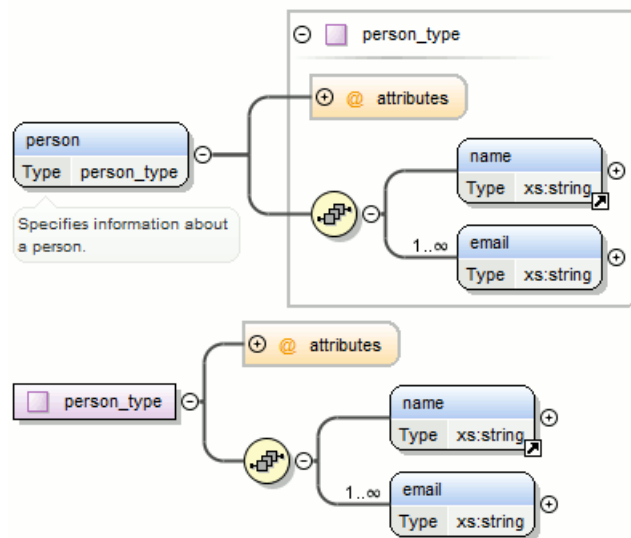 person_type
@ attributes
person
Type person_type
Specifies information about
a person.
name
Type xs:string
1..∞
email
Type xs:string
@ attributes
person_type
name
Type xs:string
1..∞
email
Type xs:string